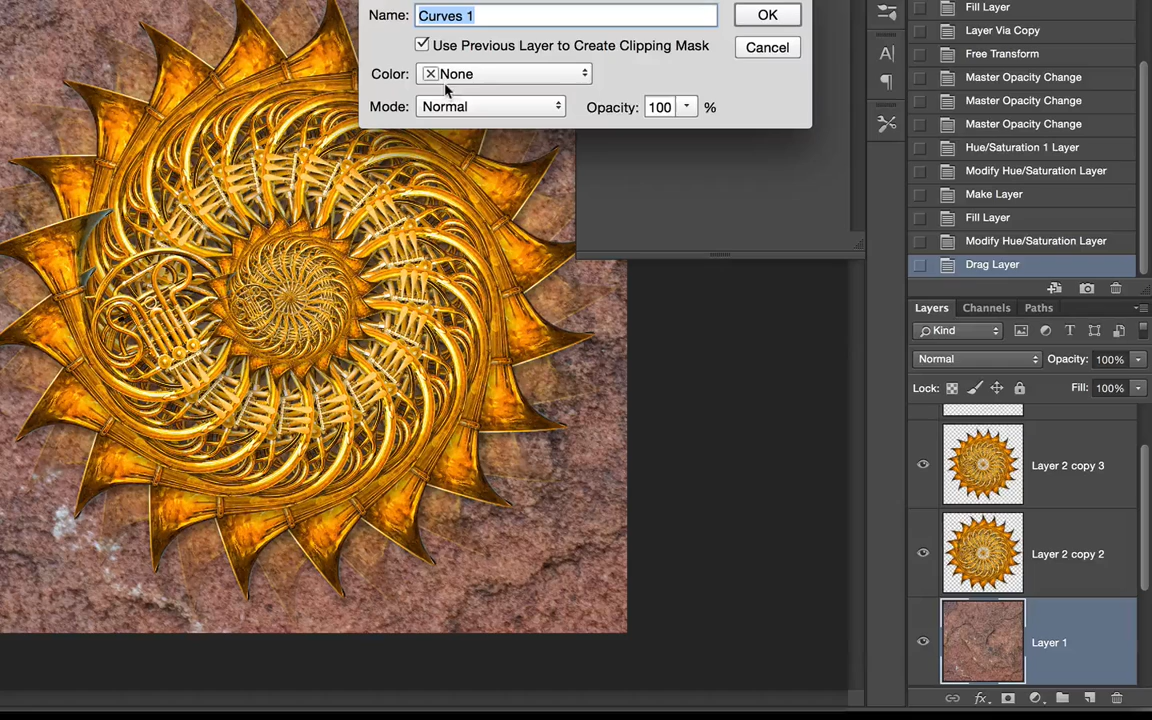 Name: Curves 1
OK
Use Previous Layer to Create Clipping Mask
Cancel
Color: None
Mode: Normal Opacity: 100 %
Fill Layer
Layer Via Copy
Free Transform
Master Opacity Change
Master Opacity Change
Master Opacity Change
Hue/Saturation 1 Layer
Modify Hue/Saturation Layer
Make Layer
Fill Layer
Modify Hue/Saturation Layer
Drag Layer
Layers Channels Paths
Kind
Normal Opacity: 100%
Lock: Fill: 100%
Layer 2 copy 3
Layer 2 copy 2
Layer 1